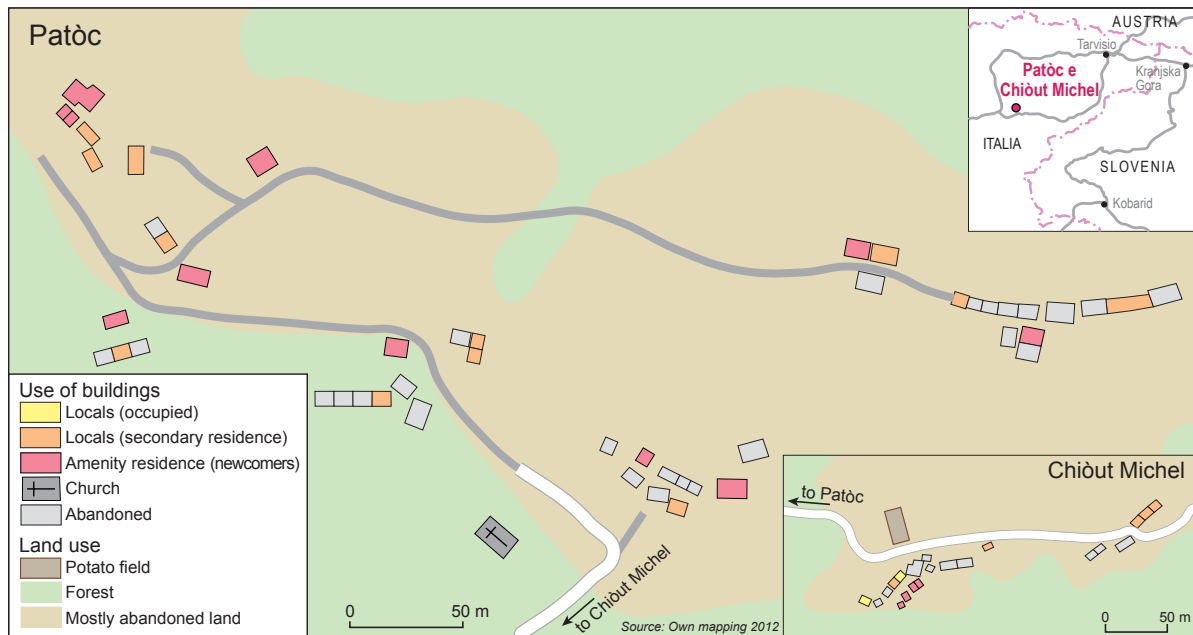 Patòc
AUSTRIA
Tarvisio
Patòc e
Chiòut Michel
Kranjska
Gora
ITALIA
SLOVENIA
Kobarid
Use of buildings
Locals (occupied)
Locals (secondary residence)
Amenity residence (newcomers)
Church
Abandoned
Land use
Potato field
Forest
Mostly abandoned land
0 50 m
to Chiòut Michel
Source: Own mapping 2012
Chiòut Michel
to Patòc
0 50 m